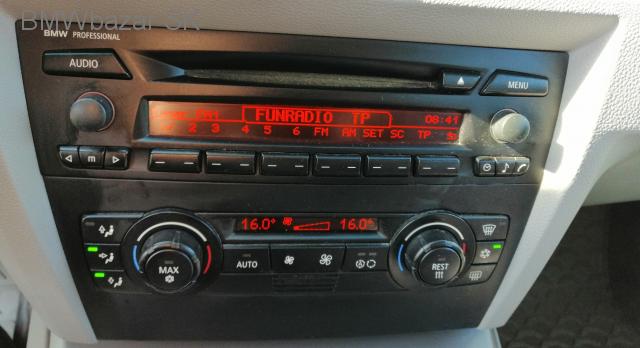 BMWbazar SK
BMW PROFESSIONAL
AUDIO
MENU
FUNRADIO TP
08:41
1 2 3 4 5 6 FM AM SET SC TP
m
16.0° 16.0°
MAX
AUTO
REST